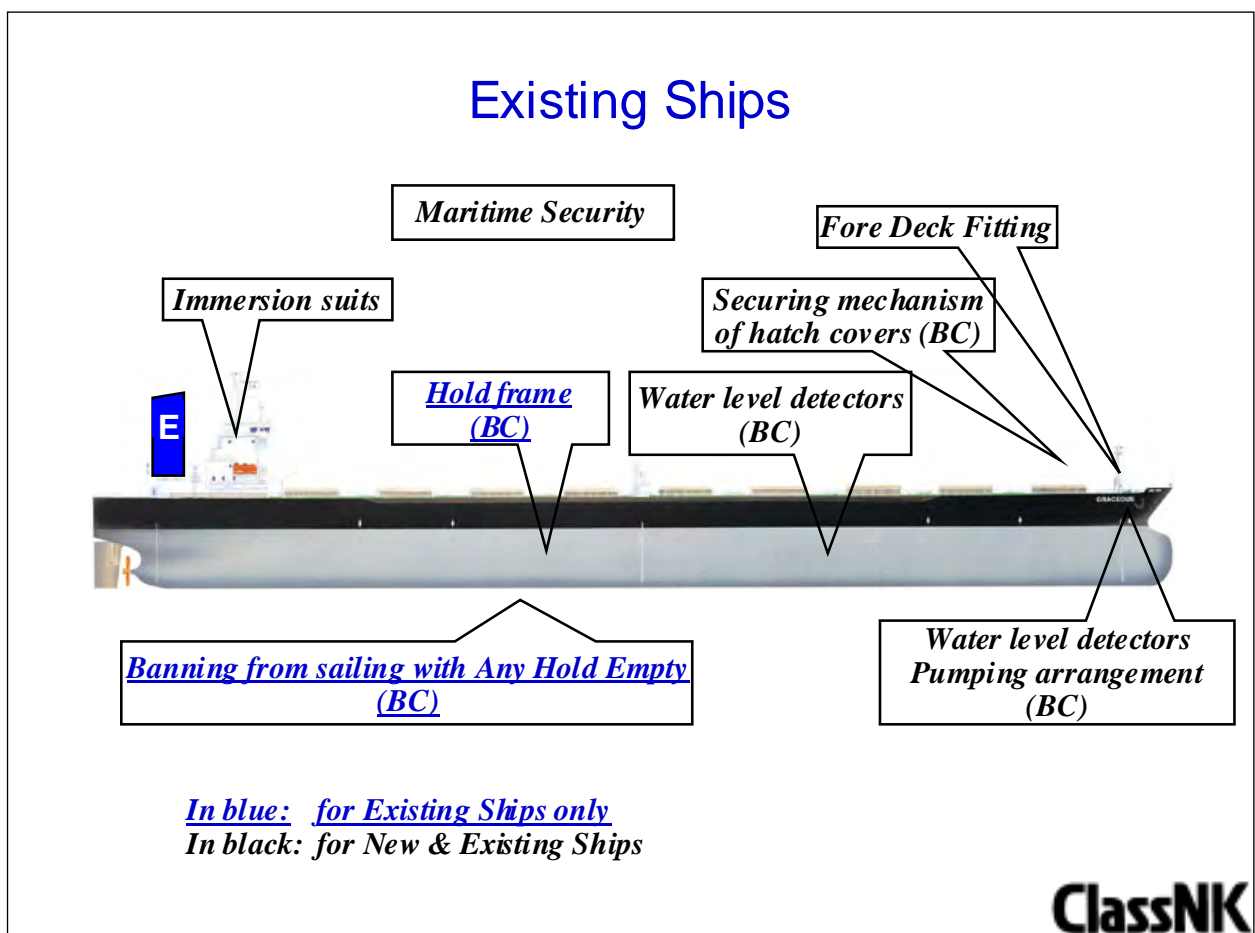 Existing Ships
Maritime Security
Fore Deck Fitting
Immersion suits
Securing mechanism
of hatch covers (BC)
Hold frame
(BC)
Water level detectors
(BC)
E
GRACEOUS
Banning from sailing with Any Hold Empty
(BC)
Water level detectors
Pumping arrangement
(BC)
In blue: for Existing Ships only
In black: for New & Existing Ships
ClassNK